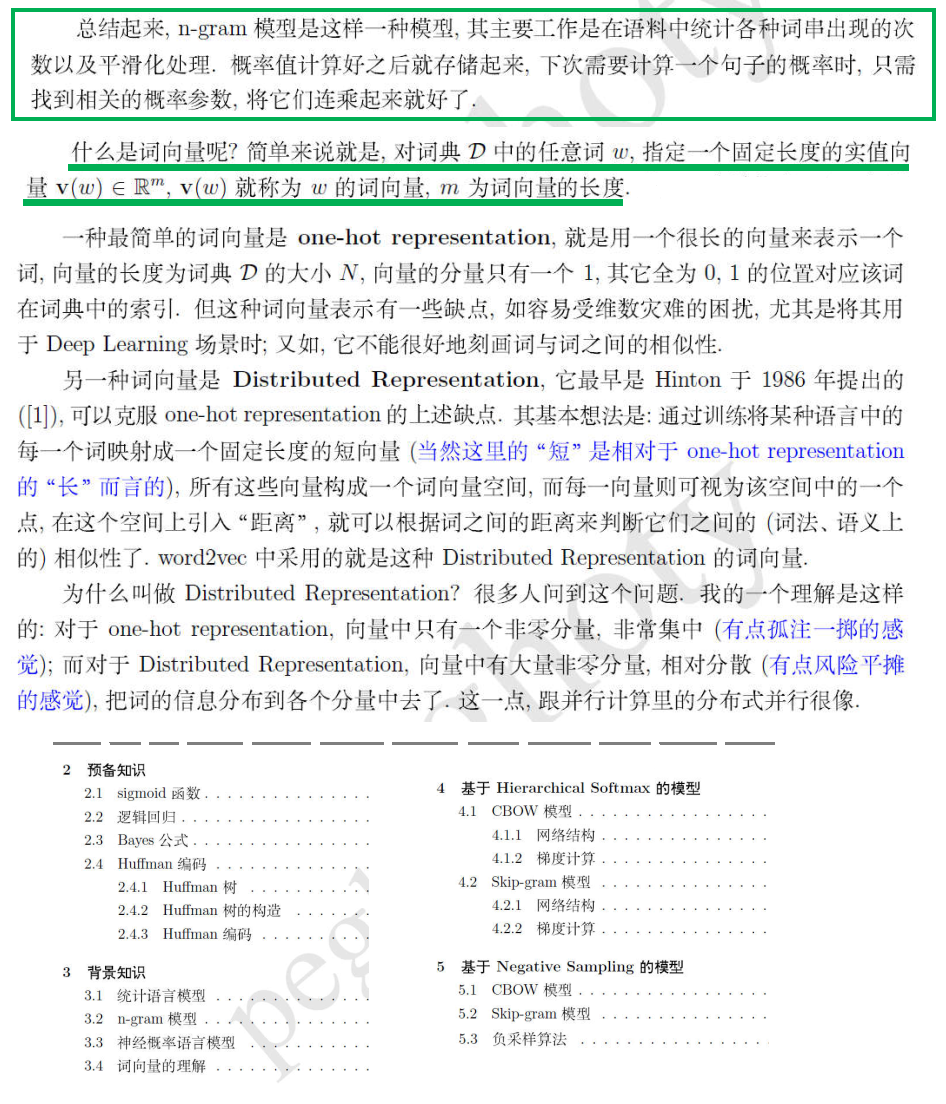 总结起来, n-gram 模型是这样一种模型, 其主要工作是在语料中统计各种词串出现的次
数以及平滑化处理. 概率值计算好之后就存储起来, 下次需要计算一个句子的概率时, 只需
找到相关的概率参数, 将它们连乘起来就好了.
什么是词向量呢? 简单来说就是, 对词典 𝒟 中的任意词 w, 指定一个固定长度的实值向
量 v(w) ∈ ℝᵐ, v(w) 就称为 w 的词向量, m 为词向量的长度.
一种最简单的词向量是 one-hot representation, 就是用一个很长的向量来表示一个
词, 向量的长度为词典 𝒟 的大小 N, 向量的分量只有一个 1, 其它全为 0, 1 的位置对应该词
在词典中的索引. 但这种词向量表示有一些缺点, 如容易受维数灾难的困扰, 尤其是将其用
于 Deep Learning 场景时; 又如, 它不能很好地刻画词与词之间的相似性.
另一种词向量是 Distributed Representation, 它最早是 Hinton 于 1986 年提出的
([1]), 可以克服 one-hot representation 的上述缺点. 其基本想法是: 通过训练将某种语言中的
每一个词映射成一个固定长度的短向量 (当然这里的“短”是相对于 one-hot representation
的“长”而言的), 所有这些向量构成一个词向量空间, 而每一向量则可视为该空间中的一个
点, 在这个空间上引入“距离”, 就可以根据词之间的距离来判断它们之间的 (词法、语义上
的) 相似性了. word2vec 中采用的就是这种 Distributed Representation 的词向量.
为什么叫做 Distributed Representation? 很多人问到这个问题. 我的一个理解是这样
的: 对于 one-hot representation, 向量中只有一个非零分量, 非常集中 (有点孤注一掷的感
觉); 而对于 Distributed Representation, 向量中有大量非零分量, 相对分散 (有点风险平摊
的感觉), 把词的信息分布到各个分量中去了. 这一点, 跟并行计算里的分布式并行很像.
2 预备知识
2.1 sigmoid 函数 . . . . . . . . . . . . . . .
2.2 逻辑回归 . . . . . . . . . . . . . . . . .
2.3 Bayes 公式 . . . . . . . . . . . . . . . .
2.4 Huffman 编码 . . . . . . . . . . . . . .
2.4.1 Huffman 树 . . . . . . . . . . .
2.4.2 Huffman 树的构造 . . . . . . .
2.4.3 Huffman 编码 . . . . . . . . . .
3 背景知识
3.1 统计语言模型 . . . . . . . . . . . . . .
3.2 n-gram 模型 . . . . . . . . . . . . . . .
3.3 神经概率语言模型 . . . . . . . . . . .
3.4 词向量的理解 . . . . . . . . . . . . . .
4 基于 Hierarchical Softmax 的模型
4.1 CBOW 模型 . . . . . . . . . . . . . . . . .
4.1.1 网络结构 . . . . . . . . . . . . . . .
4.1.2 梯度计算 . . . . . . . . . . . . . . .
4.2 Skip-gram 模型 . . . . . . . . . . . . . . .
4.2.1 网络结构 . . . . . . . . . . . . . . .
4.2.2 梯度计算 . . . . . . . . . . . . . . .
5 基于 Negative Sampling 的模型
5.1 CBOW 模型 . . . . . . . . . . . . . . . . .
5.2 Skip-gram 模型 . . . . . . . . . . . . . . .
5.3 负采样算法 . . . . . . . . . . . . . . . . .